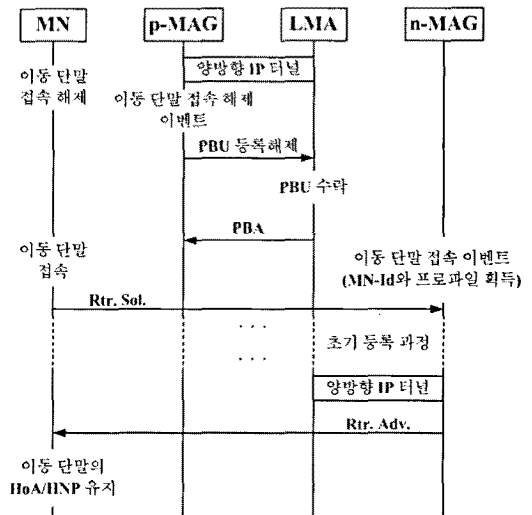 MN
p-MAG
LMA
n-MAG
이동 단말
접속 해제
양방향 IP 터널
이동 단말 접속 해제
이벤트
PBU 등록해제
PBU 수락
PBA
이동 단말
접속
이동 단말 접속 이벤트
(MN-Id와 프로파일 획득)
Rtr. Sol.
. . .
초기 등록 과정
. . .
양방향 IP 터널
Rtr. Adv.
이동 단말의
HoA/HNP 유지